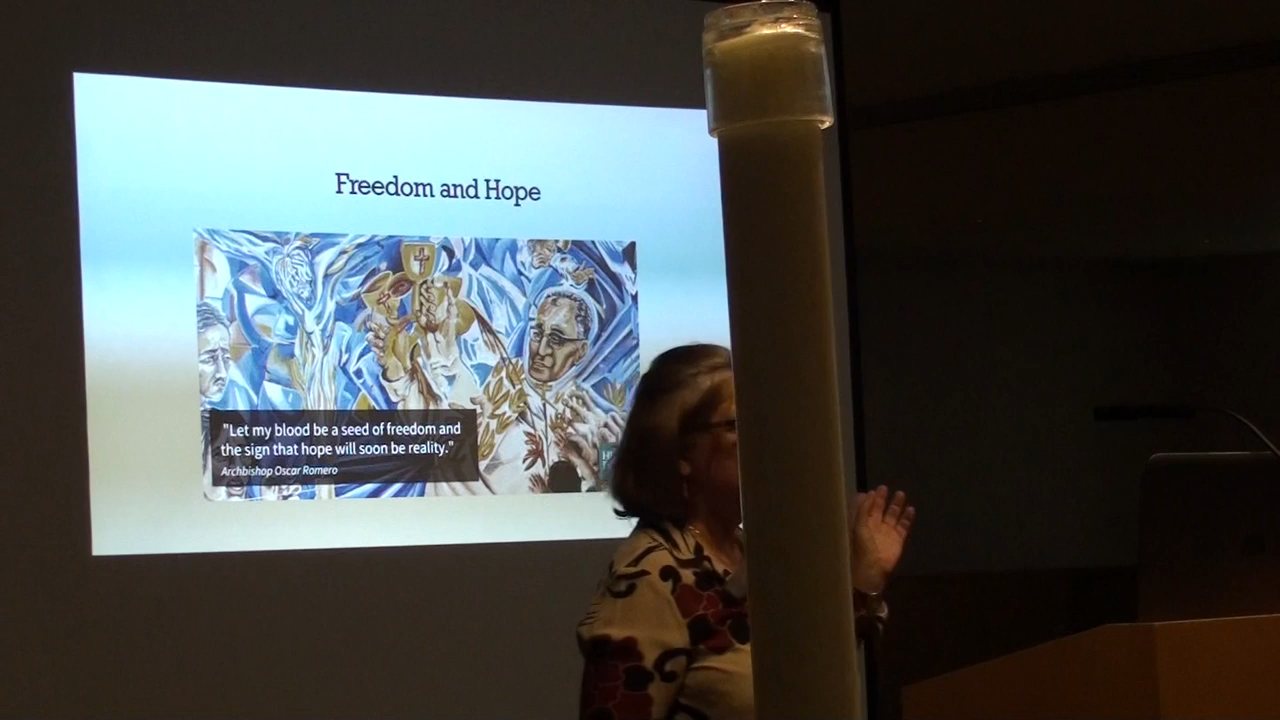 Freedom and Hope
"Let my blood be a seed of freedom and
the sign that hope will soon be reality."
Archbishop Oscar Romero